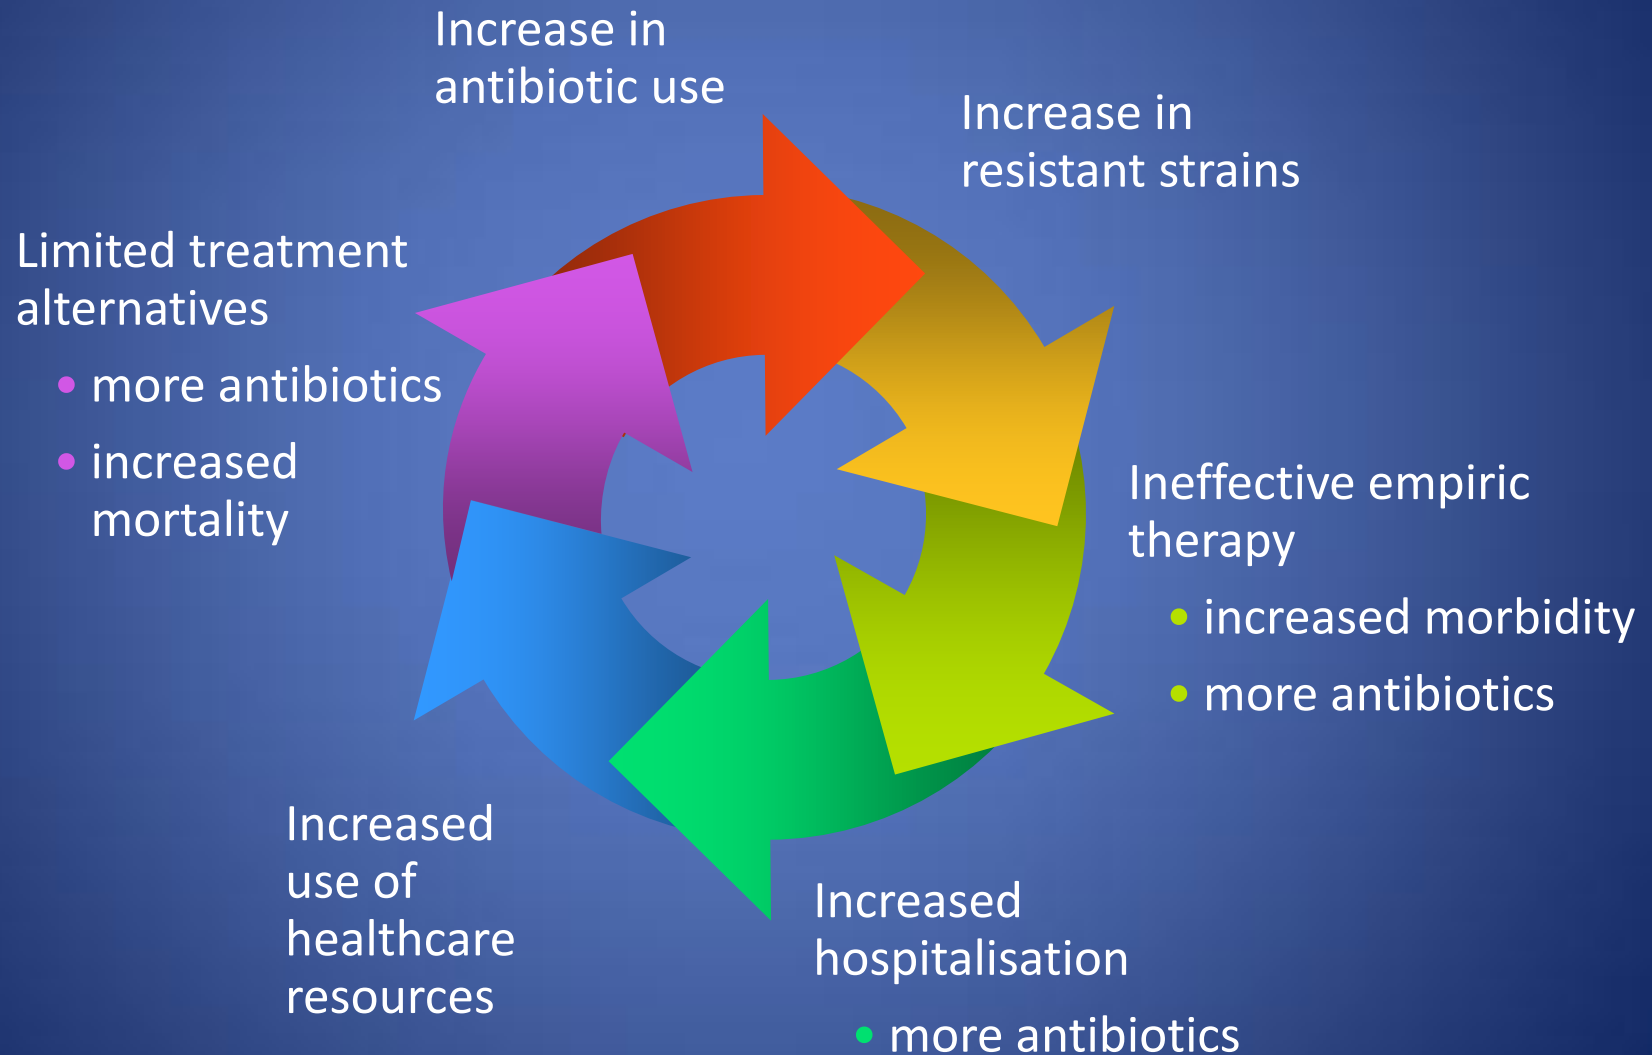 Increase in
antibiotic use
Increase in
resistant strains
Ineffective empiric
therapy
• increased morbidity
• more antibiotics
Increased
hospitalisation
• more antibiotics
Increased
use of
healthcare
resources
Limited treatment
alternatives
• more antibiotics
• increased
mortality